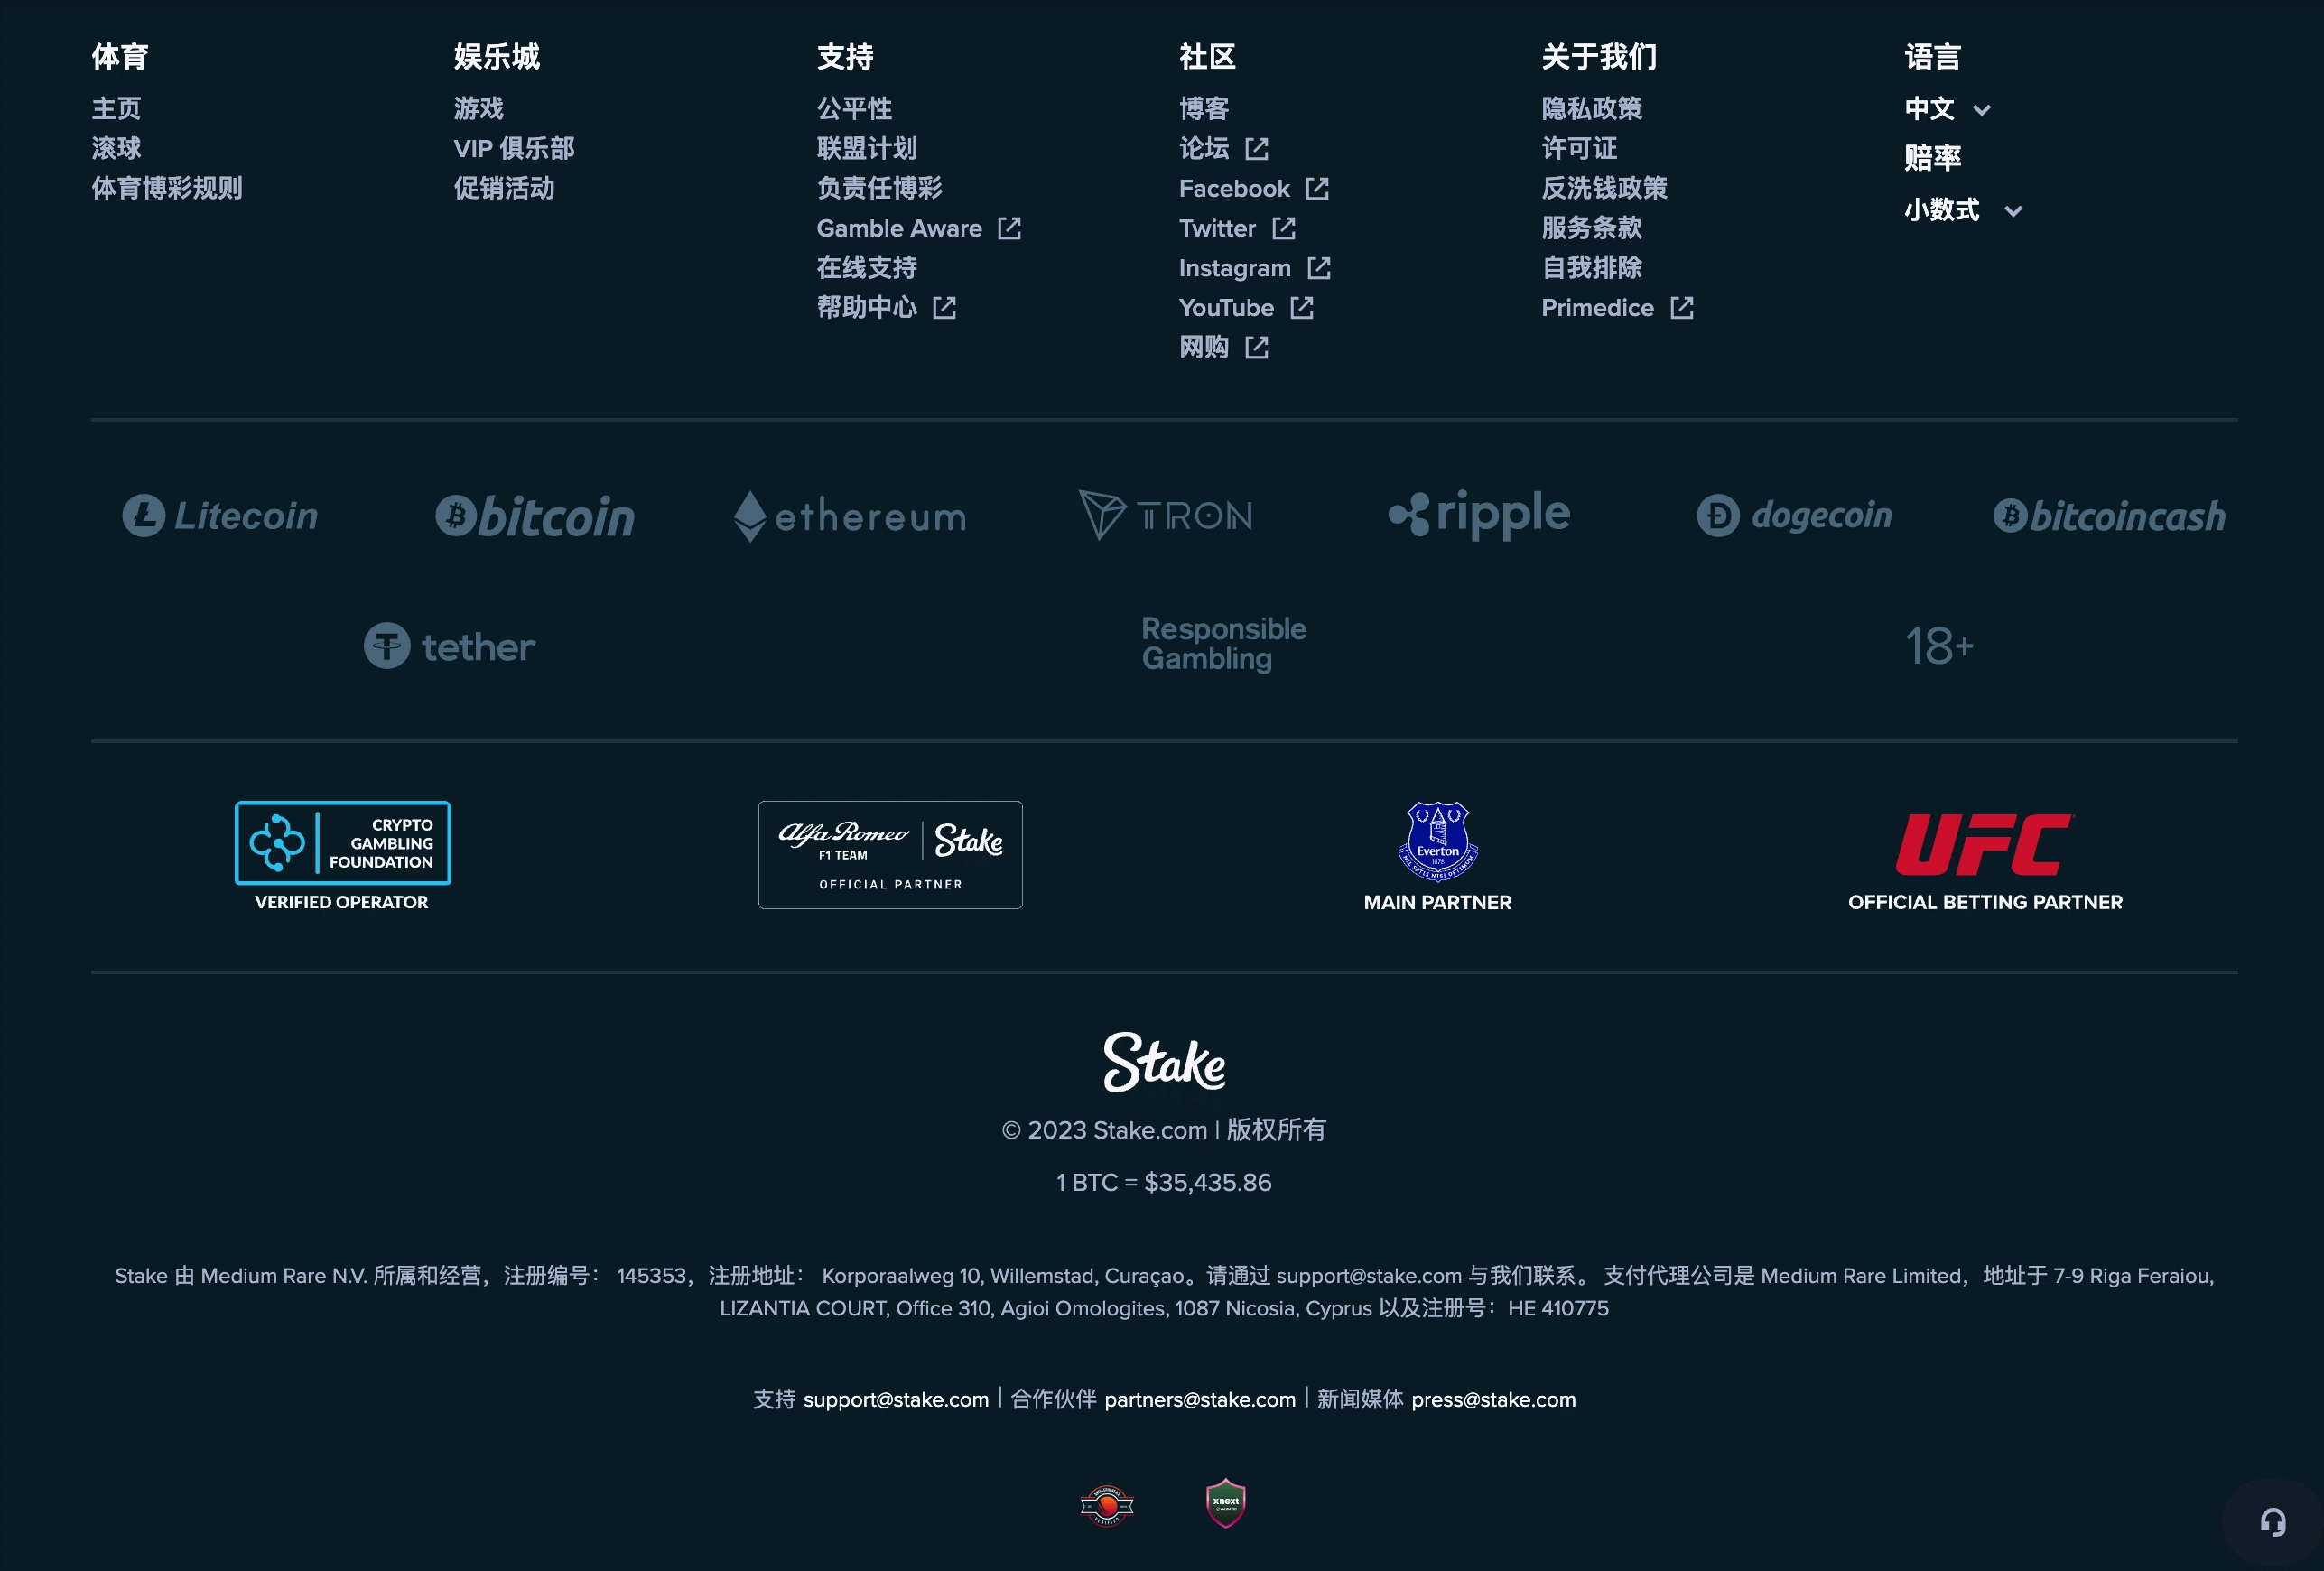 体育
主页
滚球
体育博彩规则
娱乐城
游戏
VIP 俱乐部
促销活动
支持
公平性
联盟计划
负责任博彩
Gamble Aware
在线支持
帮助中心
社区
博客
论坛
Facebook
Twitter
Instagram
YouTube
网购
关于我们
隐私政策
许可证
反洗钱政策
服务条款
自我排除
Primedice
语言
中文
赔率
小数式
Litecoin
bitcoin
ethereum
TRON
ripple
dogecoin
bitcoincash
tether
Responsible
Gambling
18+
CRYPTO
GAMBLING
FOUNDATION
VERIFIED OPERATOR
Alfa Romeo
F1 TEAM
Stake
OFFICIAL PARTNER
Everton
1878
NIL SATIS NISI OPTIMUM
MAIN PARTNER
UFC
OFFICIAL BETTING PARTNER
Stake
© 2023 Stake.com | 版权所有
1 BTC = $35,435.86
Stake 由 Medium Rare N.V. 所属和经营，注册编号： 145353，注册地址： Korporaalweg 10, Willemstad, Curaçao。请通过 support@stake.com 与我们联系。 支付代理公司是 Medium Rare Limited，地址于 7-9 Riga Feraiou,
LIZANTIA COURT, Office 310, Agioi Omologites, 1087 Nicosia, Cyprus 以及注册号：HE 410775
支持 support@stake.com | 合作伙伴 partners@stake.com | 新闻媒体 press@stake.com
VERIFIED
xnext